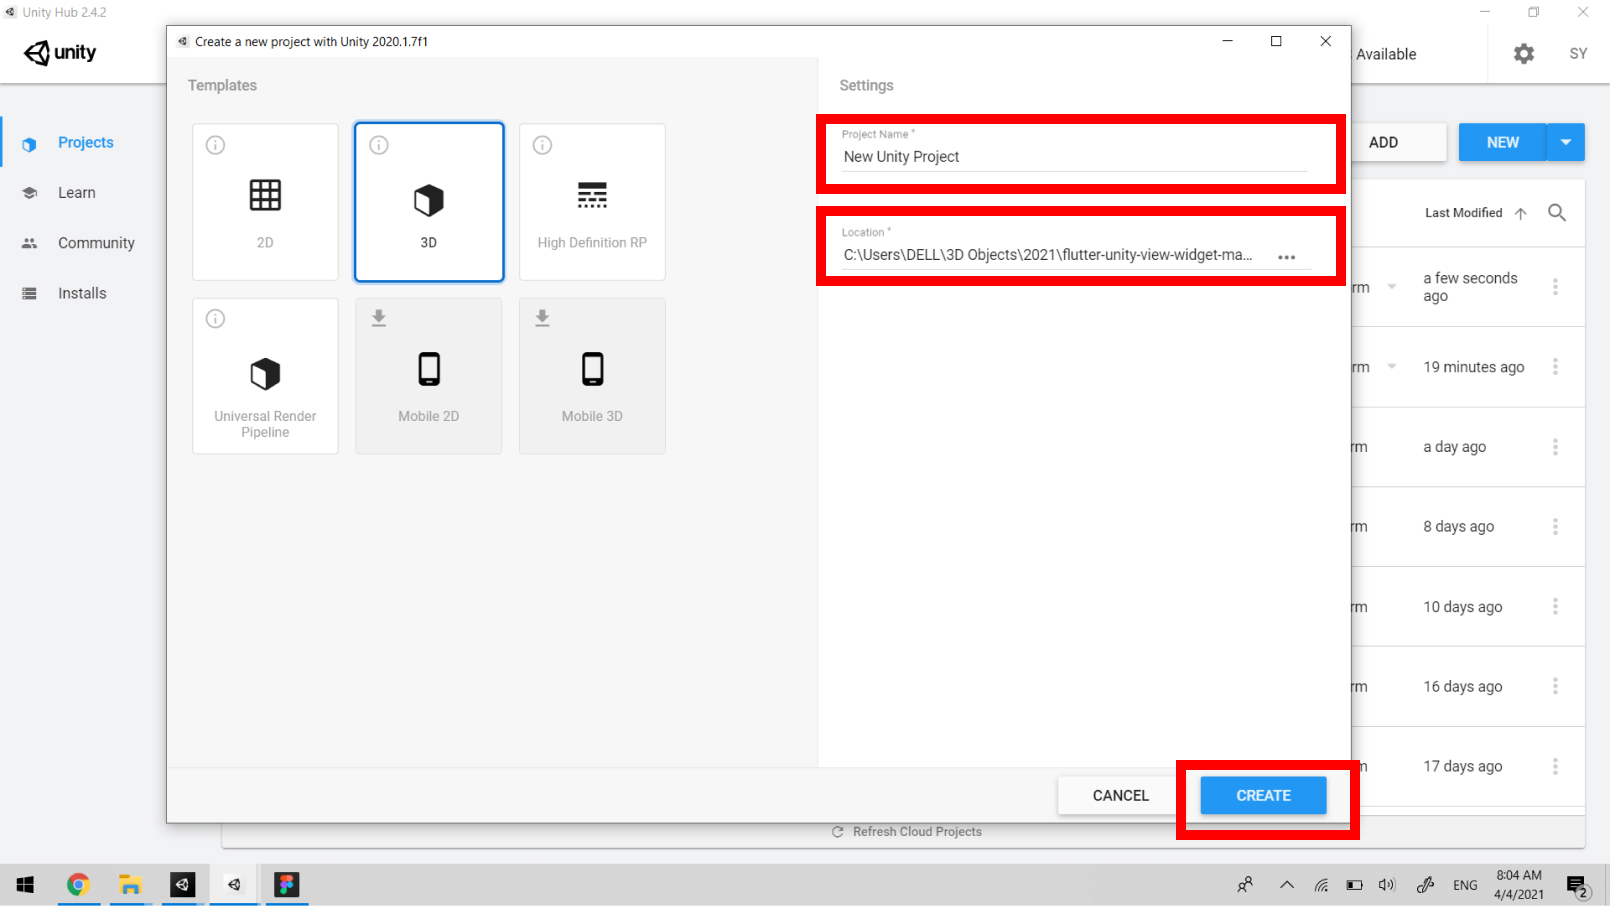 Unity Hub 2.4.2
unity
Available
SY
Create a new project with Unity 2020.1.7f1
Templates
Settings
Projects
Learn
Community
Installs
2D
3D
High Definition RP
Universal Render
Pipeline
Mobile 2D
Mobile 3D
Project Name *
New Unity Project
Location *
C:\Users\DELL\3D Objects\2021\flutter-unity-view-widget-ma...
ADD
NEW
Last Modified
rm
a few seconds
ago
rm
19 minutes ago
rm
a day ago
rm
8 days ago
rm
10 days ago
rm
16 days ago
m
17 days ago
CANCEL
CREATE
Refresh Cloud Projects
ENG
8:04 AM
4/4/2021
2